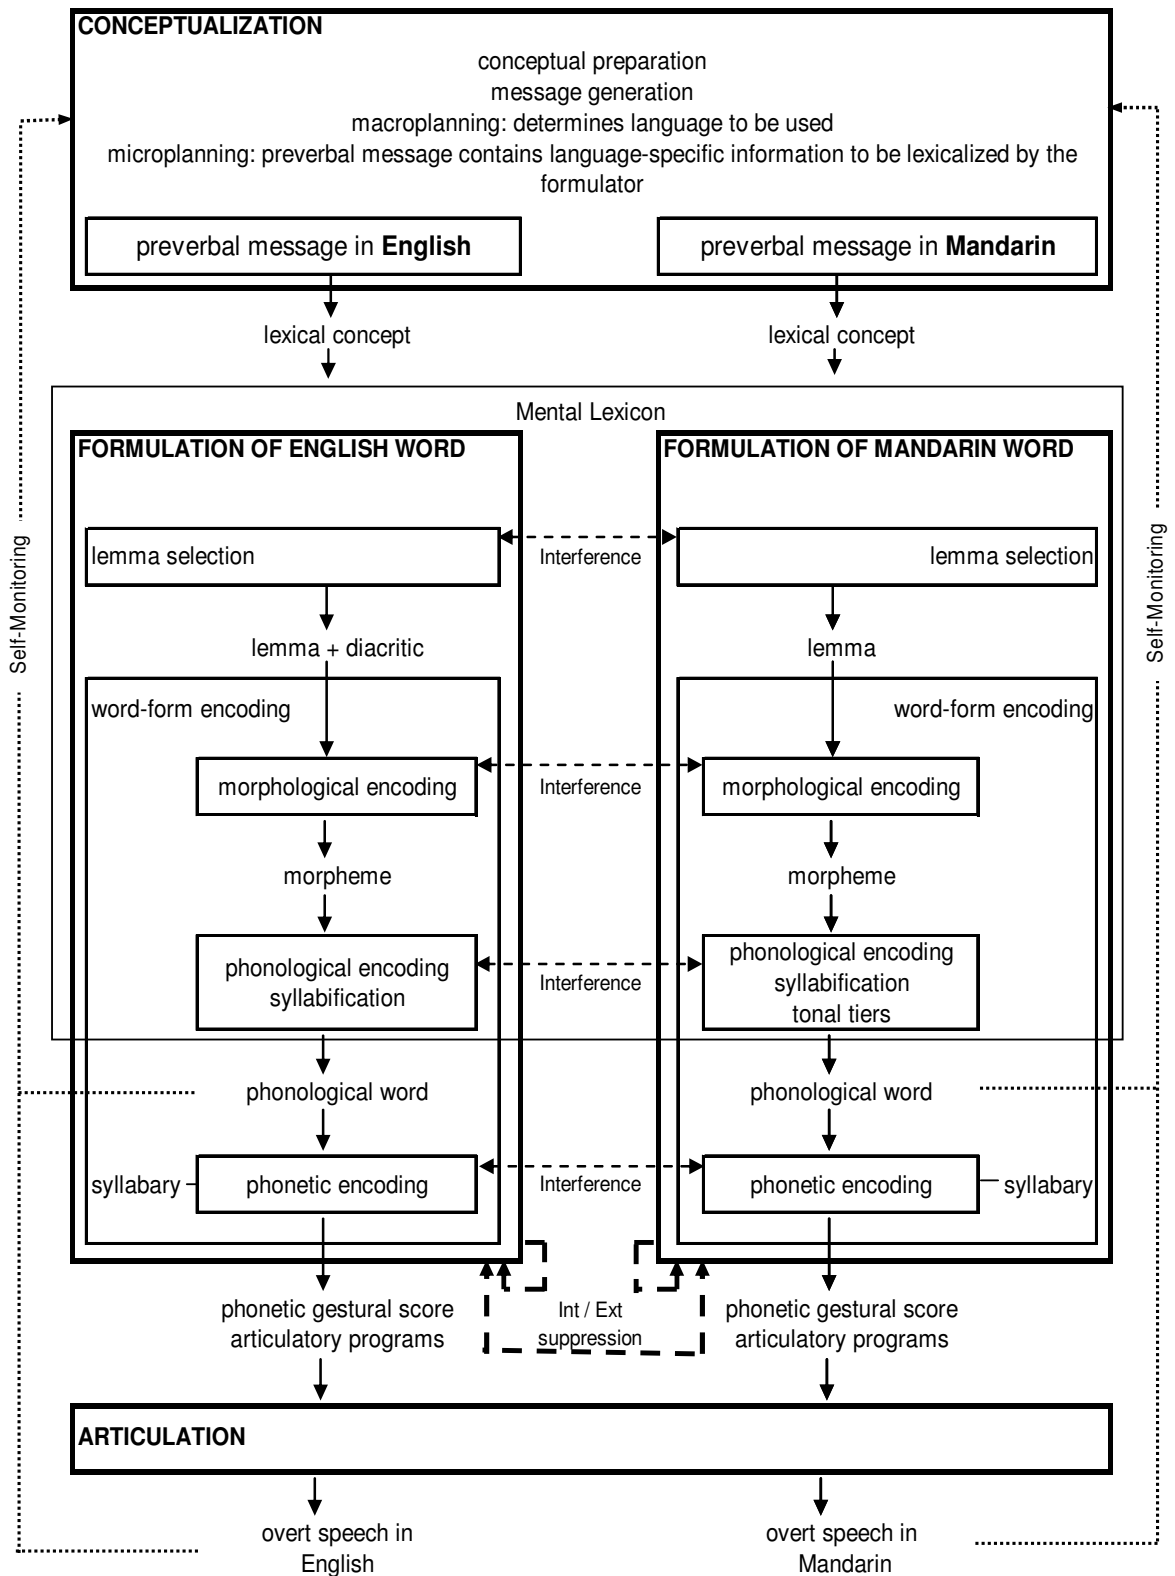 CONCEPTUALIZATION
conceptual preparation
message generation
macroplanning: determines language to be used
microplanning: preverbal message contains language-specific information to be lexicalized by the
formulator
preverbal message in English
preverbal message in Mandarin
lexical concept
lexical concept
Mental Lexicon
FORMULATION OF ENGLISH WORD
FORMULATION OF MANDARIN WORD
lemma selection
Interference
lemma selection
Self-Monitoring
Self-Monitoring
lemma + diacritic
lemma
word-form encoding
word-form encoding
morphological encoding
Interference
morphological encoding
morpheme
morpheme
phonological encoding
syllabification
Interference
phonological encoding
syllabification
tonal tiers
phonological word
phonological word
syllabary
phonetic encoding
Interference
phonetic encoding
syllabary
phonetic gestural score
articulatory programs
Int / Ext
suppression
phonetic gestural score
articulatory programs
ARTICULATION
overt speech in
English
overt speech in
Mandarin